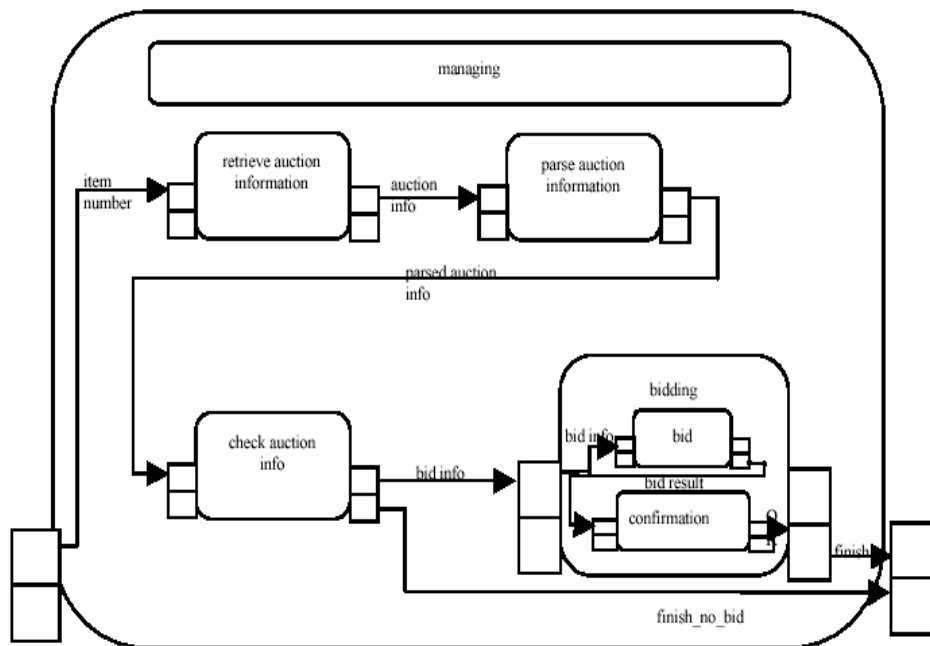 managing
retrieve auction
information
parse auction
information
item
number
auction
info
parsed auction
info
bidding
bid info
bid
check auction
info
bid info
bid result
confirmation
O
K
finish
finish_no_bid